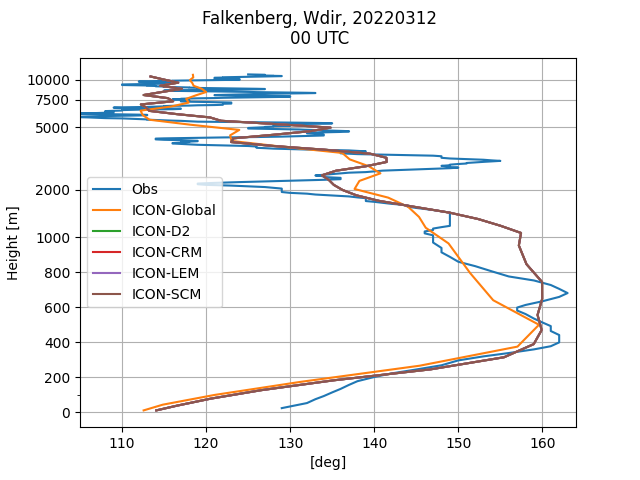 Falkenberg, Wdir, 20220312
00 UTC
Height [m]
10000
7500
5000
2000
1000
800
600
400
200
0
Obs
ICON-Global
ICON-D2
ICON-CRM
ICON-LEM
ICON-SCM
110 120 130 140 150 160
[deg]